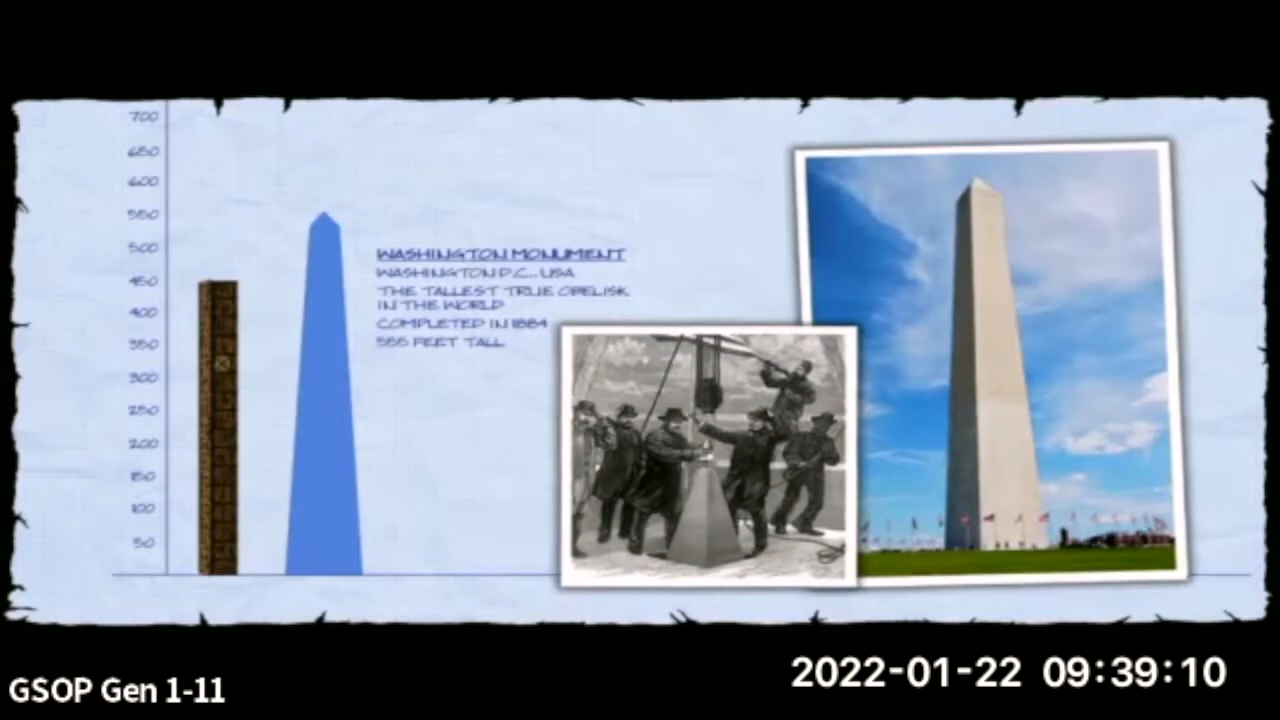 700
650
600
550
500
450
400
350
300
250
200
150
100
50
WASHINGTON MONUMENT
WASHINGTON D.C., USA
THE TALLEST TRUE OBELISK
IN THE WORLD
COMPLETED IN 1884
555 FEET TALL
GSOP Gen 1-11
2022-01-22 09:39:10